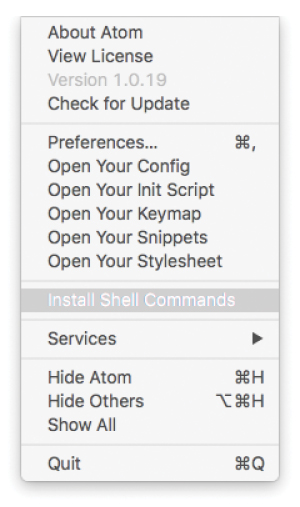 About Atom
View License
Version 1.0.19
Check for Update
Preferences... ⌘,
Open Your Config
Open Your Init Script
Open Your Keymap
Open Your Snippets
Open Your Stylesheet
Install Shell Commands
Services ▶
Hide Atom ⌘H
Hide Others ⌥⌘H
Show All
Quit ⌘Q